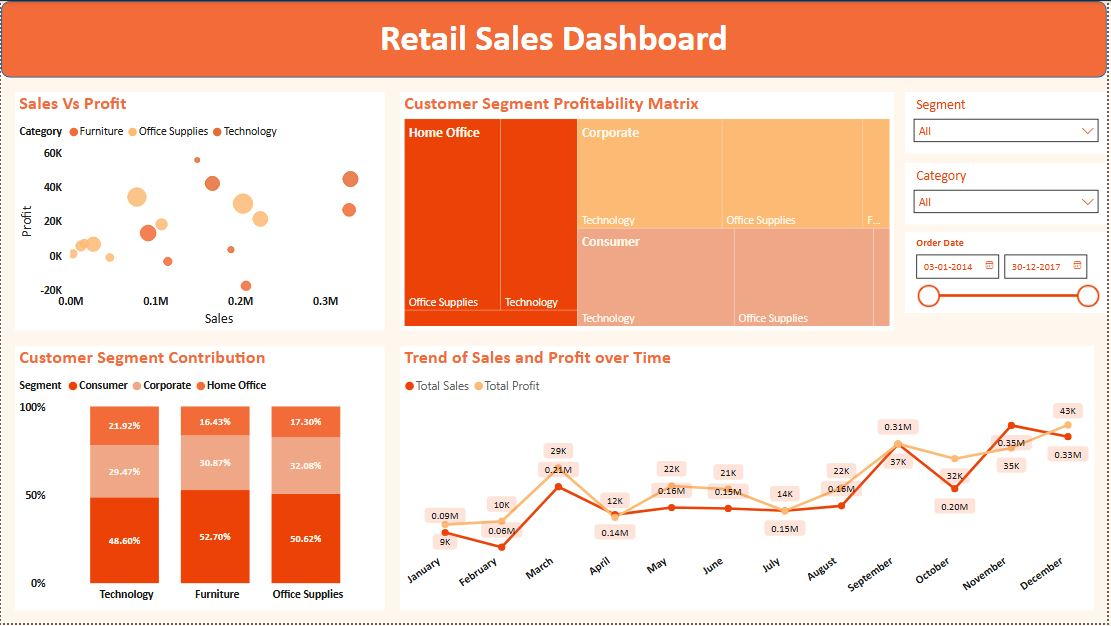 Retail Sales Dashboard
Sales Vs Profit
Category Furniture Office Supplies Technology
60K
40K
20K
0K
-20K
Profit
0.0M 0.1M 0.2M 0.3M
Sales
Customer Segment Profitability Matrix
Home Office
Office Supplies
Technology
Corporate
Technology
Office Supplies
F...
Consumer
Technology
Office Supplies
Segment
All
Category
All
Order Date
03-01-2014
30-12-2017
Customer Segment Contribution
Segment Consumer Corporate Home Office
100%
50%
0%
21.92% 16.43% 17.30%
29.47% 30.87% 32.08%
48.60% 52.70% 50.62%
Technology Furniture Office Supplies
Trend of Sales and Profit over Time
Total Sales Total Profit
0.09M
9K
10K
0.06M
29K
0.21M
12K
0.14M
22K
0.16M
21K
0.15M
14K
0.15M
22K
0.16M
0.31M
37K
32K
0.20M
0.35M
35K
43K
0.33M
January February March April May June July August September October November December